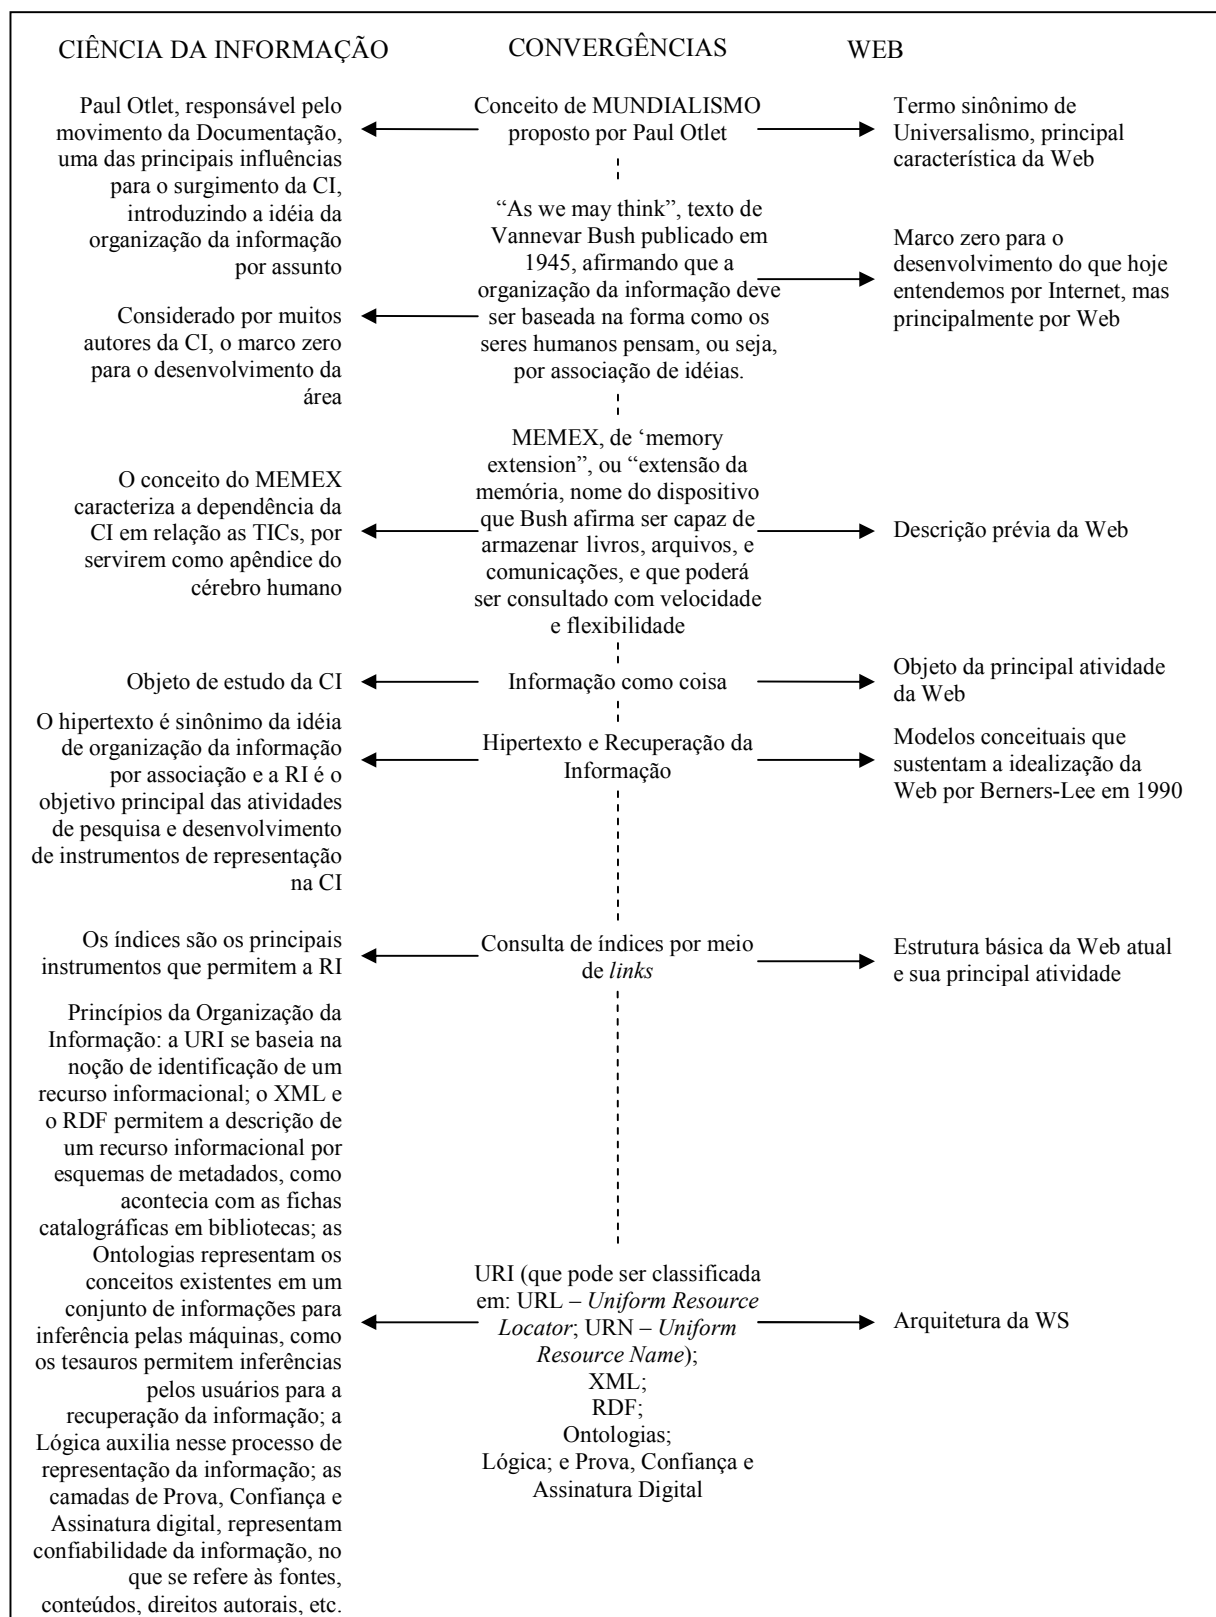 CIÊNCIA DA INFORMAÇÃO
CONVERGÊNCIAS
WEB
Paul Otlet, responsável pelo
movimento da Documentação,
uma das principais influências
para o surgimento da CI,
introduzindo a idéia da
organização da informação
por assunto
Conceito de MUNDIALISMO
proposto por Paul Otlet
Termo sinônimo de
Universalismo, principal
característica da Web
Considerado por muitos
autores da CI, o marco zero
para o desenvolvimento da
área
“As we may think”, texto de
Vannevar Bush publicado em
1945, afirmando que a
organização da informação deve
ser baseada na forma como os
seres humanos pensam, ou seja,
por associação de idéias.
Marco zero para o
desenvolvimento do que hoje
entendemos por Internet, mas
principalmente por Web
O conceito do MEMEX
caracteriza a dependência da
CI em relação as TICs, por
servirem como apêndice do
cérebro humano
MEMEX, de ‘memory
extension”, ou “extensão da
memória, nome do dispositivo
que Bush afirma ser capaz de
armazenar livros, arquivos, e
comunicações, e que poderá
ser consultado com velocidade
e flexibilidade
Descrição prévia da Web
Objeto de estudo da CI
Informação como coisa
Objeto da principal atividade
da Web
O hipertexto é sinônimo da idéia
de organização da informação
por associação e a RI é o
objetivo principal das atividades
de pesquisa e desenvolvimento
de instrumentos de representação
na CI
Hipertexto e Recuperação da
Informação
Modelos conceituais que
sustentam a idealização da
Web por Berners-Lee em 1990
Os índices são os principais
instrumentos que permitem a RI
Consulta de índices por meio
de links
Estrutura básica da Web atual
e sua principal atividade
Princípios da Organização da
Informação: a URI se baseia na
noção de identificação de um
recurso informacional; o XML e
o RDF permitem a descrição de
um recurso informacional por
esquemas de metadados, como
acontecia com as fichas
catalográficas em bibliotecas; as
Ontologias representam os
conceitos existentes em um
conjunto de informações para
inferência pelas máquinas, como
os tesauros permitem inferências
pelos usuários para a
recuperação da informação; a
Lógica auxilia nesse processo de
representação da informação; as
camadas de Prova, Confiança e
Assinatura digital, representam
confiabilidade da informação, no
que se refere às fontes,
conteúdos, direitos autorais, etc.
URI (que pode ser classificada
em: URL – Uniform Resource
Locator; URN – Uniform
Resource Name);
XML;
RDF;
Ontologias;
Lógica; e Prova, Confiança e
Assinatura Digital
Arquitetura da WS